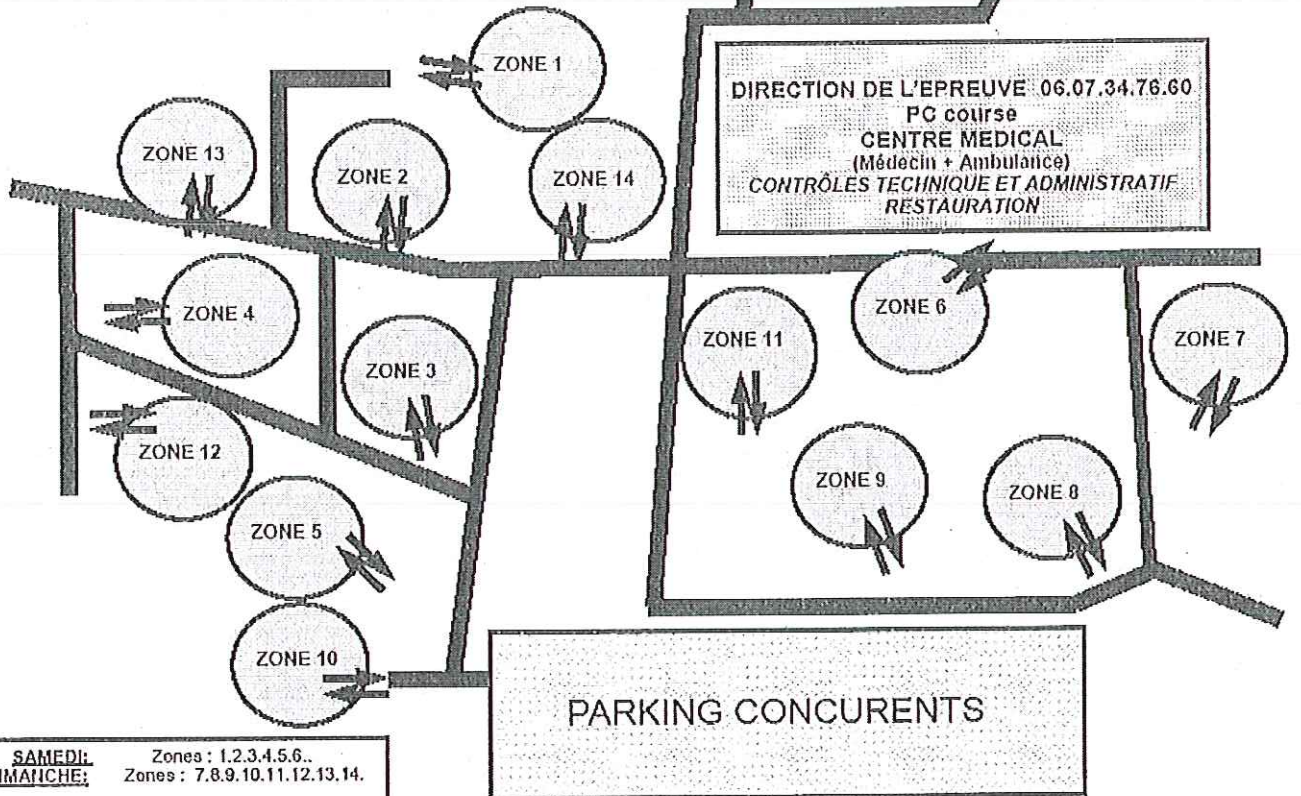 ZONE 1
DIRECTION DE L'EPREUVE 06.07.34.76.60
PC course
CENTRE MEDICAL
(Médecin + Ambulance)
CONTRÔLES TECHNIQUE ET ADMINISTRATIF
RESTAURATION
ZONE 13
ZONE 2
ZONE 14
ZONE 4
ZONE 6
ZONE 11
ZONE 7
ZONE 3
ZONE 12
ZONE 9
ZONE 8
ZONE 5
ZONE 10
PARKING CONCURENTS
SAMEDI: Zones : 1.2.3.4.5.6..
IMANCHE: Zones : 7.8.9.10.11.12.13.14.